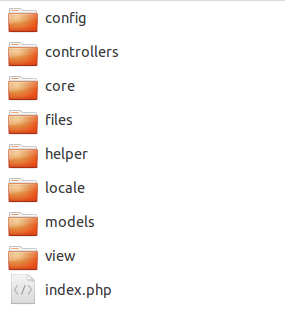 config
controllers
core
files
helper
locale
models
view
index.php